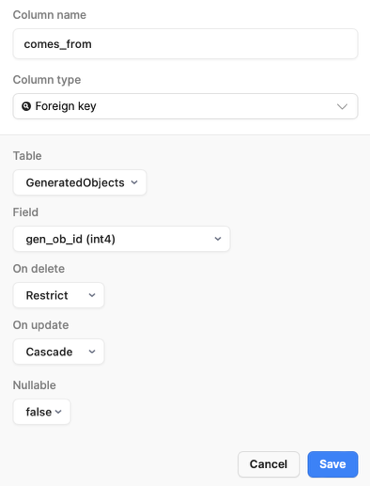 Column name
comes_from
Column type
Foreign key
Table
GeneratedObjects
Field
gen_ob_id (int4)
On delete
Restrict
On update
Cascade
Nullable
false
Cancel Save